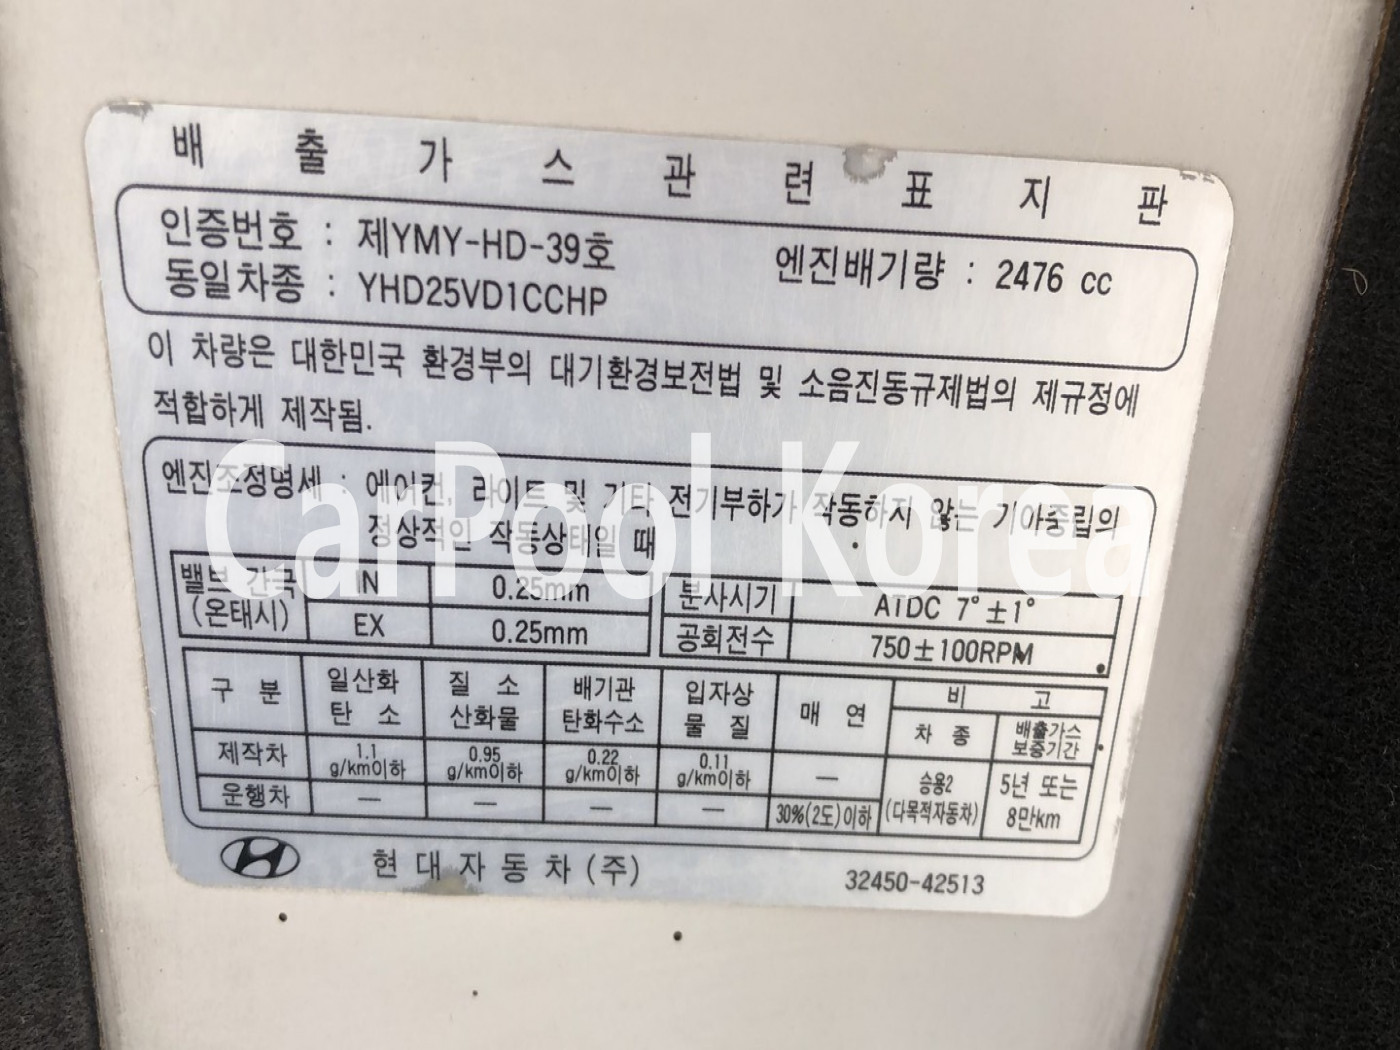 배 출 가 스 관 련 표 지 판
인증번호 : 제YMY-HD-39호 엔진배기량 : 2476 cc
동일차종 : YHD25VD1CCHP
이 차량은 대한민국 환경부의 대기환경보전법 및 소음진동규제법의 제규정에
적합하게 제작됨.
엔진조정명세 : 에어컨, 라이트 및 기타 전기부하가 작동하지 않는 기어중립의
정상적인 작동상태일 때
CarPool Korea
밸브 간극 IN 0.25mm 분사시기 ATDC 7°±1°
(온태시) EX 0.25mm 공회전수 750±100RPM
구 분 일산화 탄 소 질 소 산화물 배기관 탄화수소 입자상 물 질 매 연 비 고
차 종 배출가스 보증기간
제작차 1.1 g/km이하 0.95 g/km이하 0.22 g/km이하 0.11 g/km이하 — 승용2 (다목적자동차) 5년 또는 8만km
운행차 — — — — 30%(2도)이하
현 대 자 동 차 (주) 32450-42513